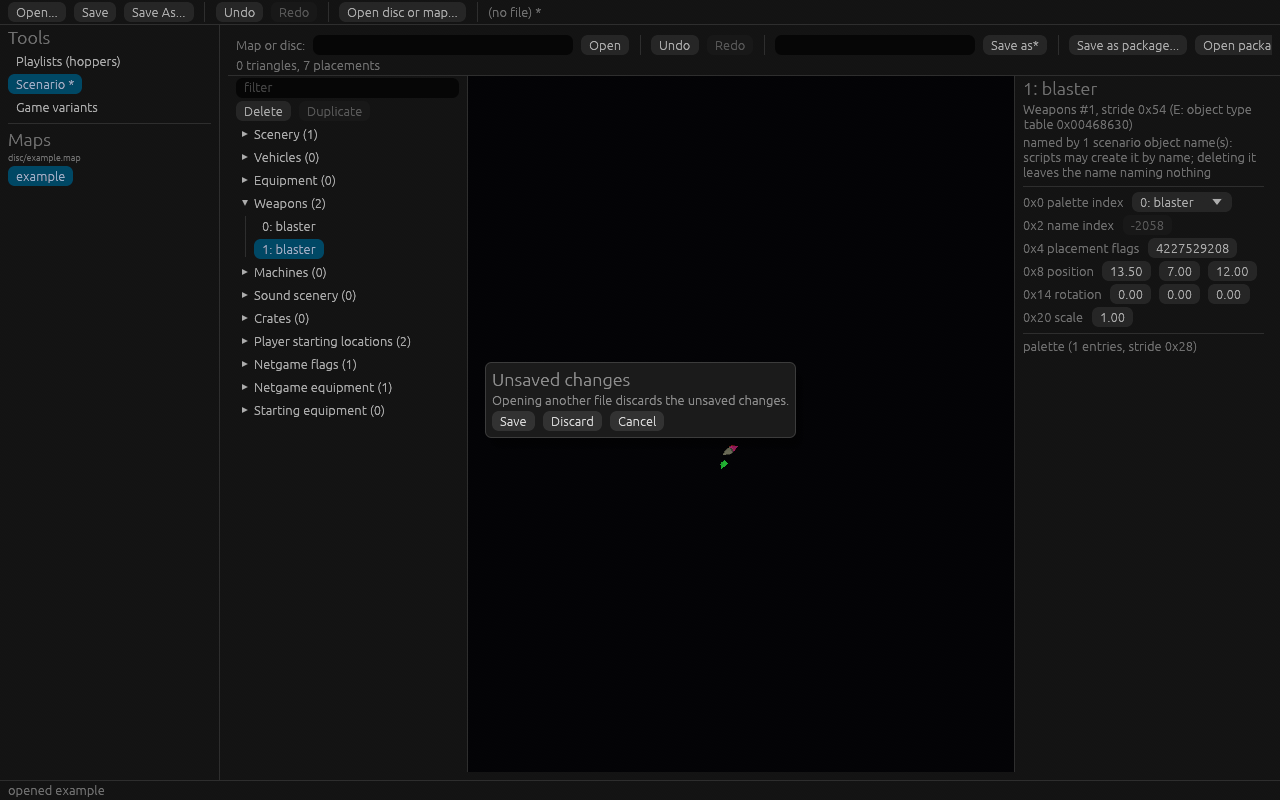 Open... Save Save As... Undo Redo Open disc or map... (no file) *
Tools
Playlists (hoppers)
Scenario *
Game variants
Maps
disc/example.map
example
Map or disc: Open Undo Redo Save as* Save as package... Open packa
0 triangles, 7 placements
filter
Delete Duplicate
Scenery (1)
Vehicles (0)
Equipment (0)
Weapons (2)
0: blaster
1: blaster
Machines (0)
Sound scenery (0)
Crates (0)
Player starting locations (2)
Netgame flags (1)
Netgame equipment (1)
Starting equipment (0)
Unsaved changes
Opening another file discards the unsaved changes.
Save Discard Cancel
1: blaster
Weapons #1, stride 0x54 (E: object type
table 0x00468630)
named by 1 scenario object name(s):
scripts may create it by name; deleting it
leaves the name naming nothing
0x0 palette index 0: blaster
0x2 name index -2058
0x4 placement flags 4227529208
0x8 position 13.50 7.00 12.00
0x14 rotation 0.00 0.00 0.00
0x20 scale 1.00
palette (1 entries, stride 0x28)
opened example